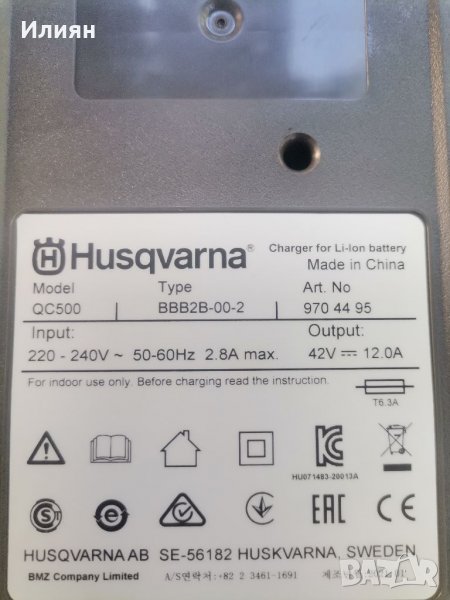 Илиян
Husqvarna®
Charger for Li-Ion battery
Made in China
Model Type Art. No
QC500 BBB2B-00-2 970 44 95
Input: Output:
220 - 240V ~ 50-60Hz 2.8A max. 42V ⎓ 12.0A
For indoor use only. Before charging read the instruction.
T6.3A
HU071483-20013A
EAC CE
HUSQVARNA AB SE-56182 HUSKVARNA, SWEDEN
BMZ Company Limited A/S연락처:+82 2 3461-1691
bazar